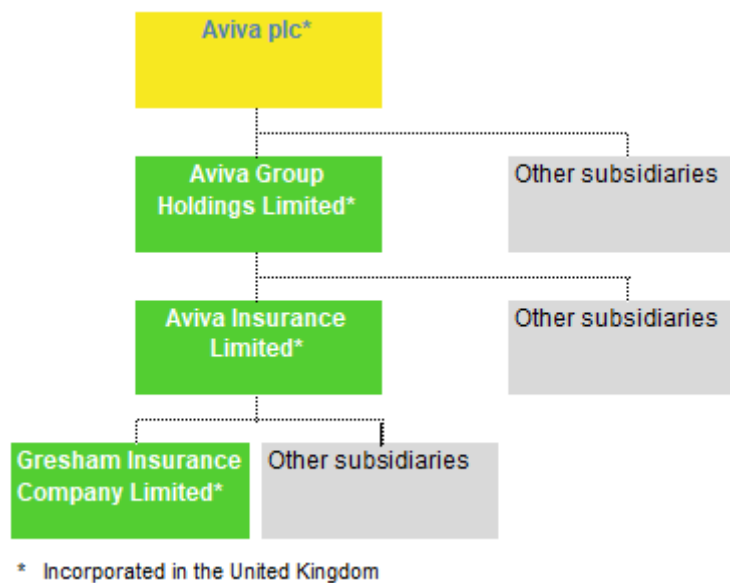 Aviva plc*
Aviva Group
Holdings Limited*
Other subsidiaries
Aviva Insurance
Limited*
Other subsidiaries
Gresham Insurance
Company Limited*
Other subsidiaries
* Incorporated in the United Kingdom